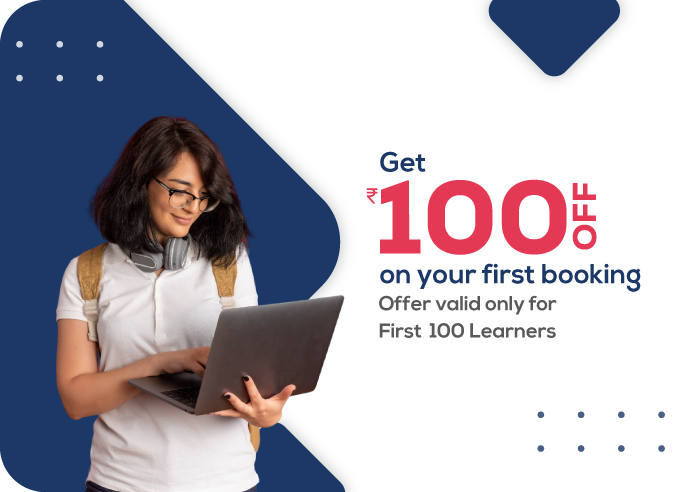 Get
₹100 OFF
on your first booking
Offer valid only for
First 100 Learners